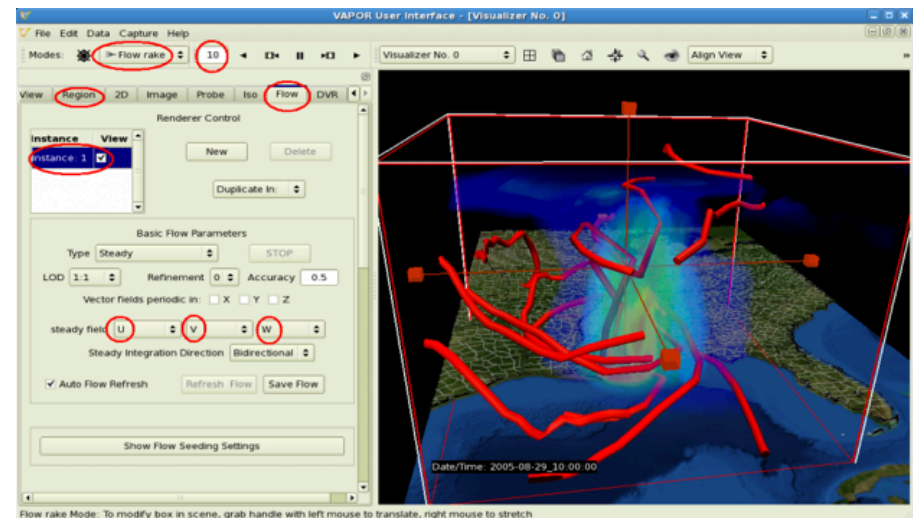 VAPOR User Interface - [Visualizer No. 0]
File Edit Data Capture Help
Modes: Flow rake 10 Visualizer No. 0 Align View
View Region 2D Image Probe Iso Flow DVR
Renderer Control
Instance View
Instance: 1
New Delete
Duplicate In:
Basic Flow Parameters
Type Steady STOP
LOD 1:1 Refinement 0 Accuracy 0.5
Vector fields periodic in: X Y Z
steady field U V W
Steady Integration Direction Bidirectional
Auto Flow Refresh Refresh Flow Save Flow
Show Flow Seeding Settings
Date/Time: 2005-08-29_10:00:00
Flow rake Mode: To modify box in scene, grab handle with left mouse to translate, right mouse to stretch